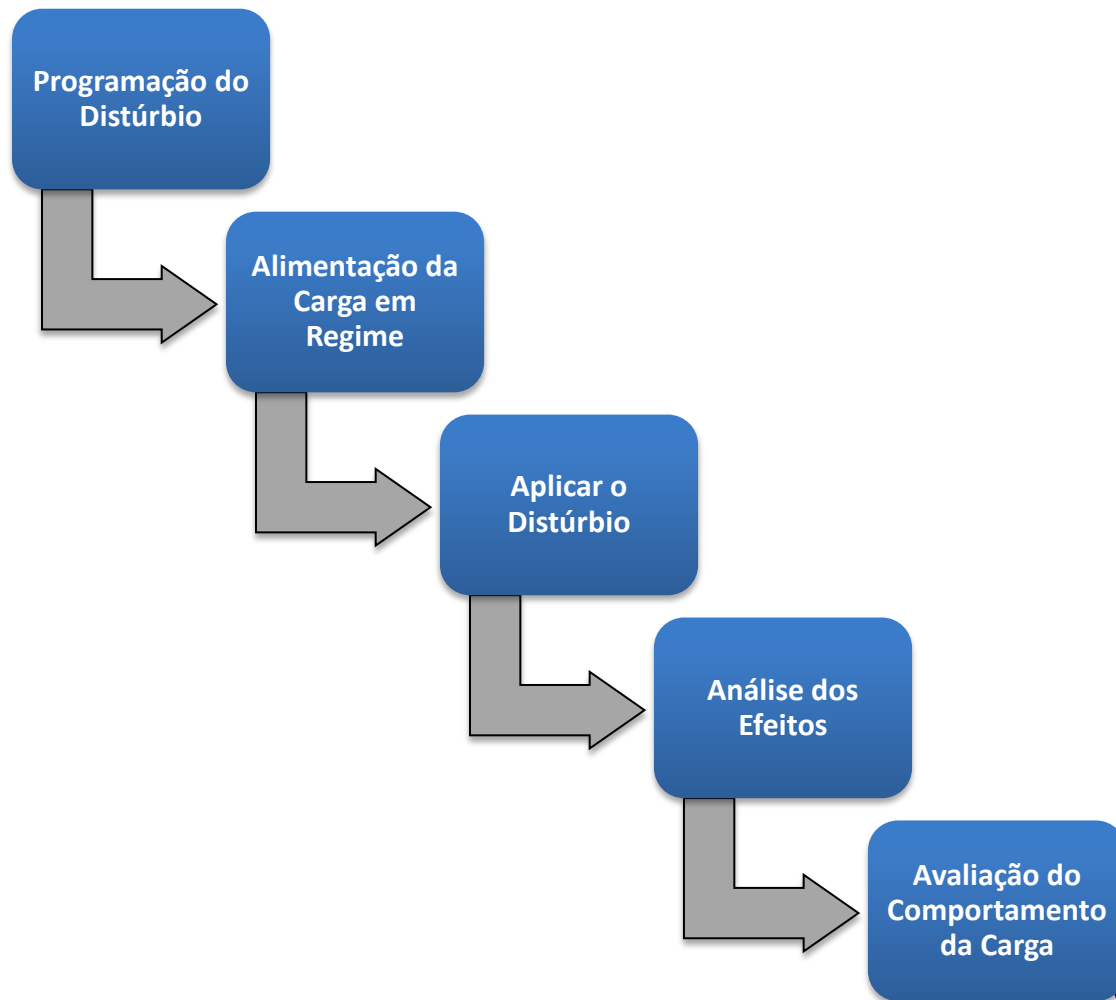 Programação do
Distúrbio
Alimentação da
Carga em
Regime
Aplicar o
Distúrbio
Análise dos
Efeitos
Avaliação do
Comportamento
da Carga